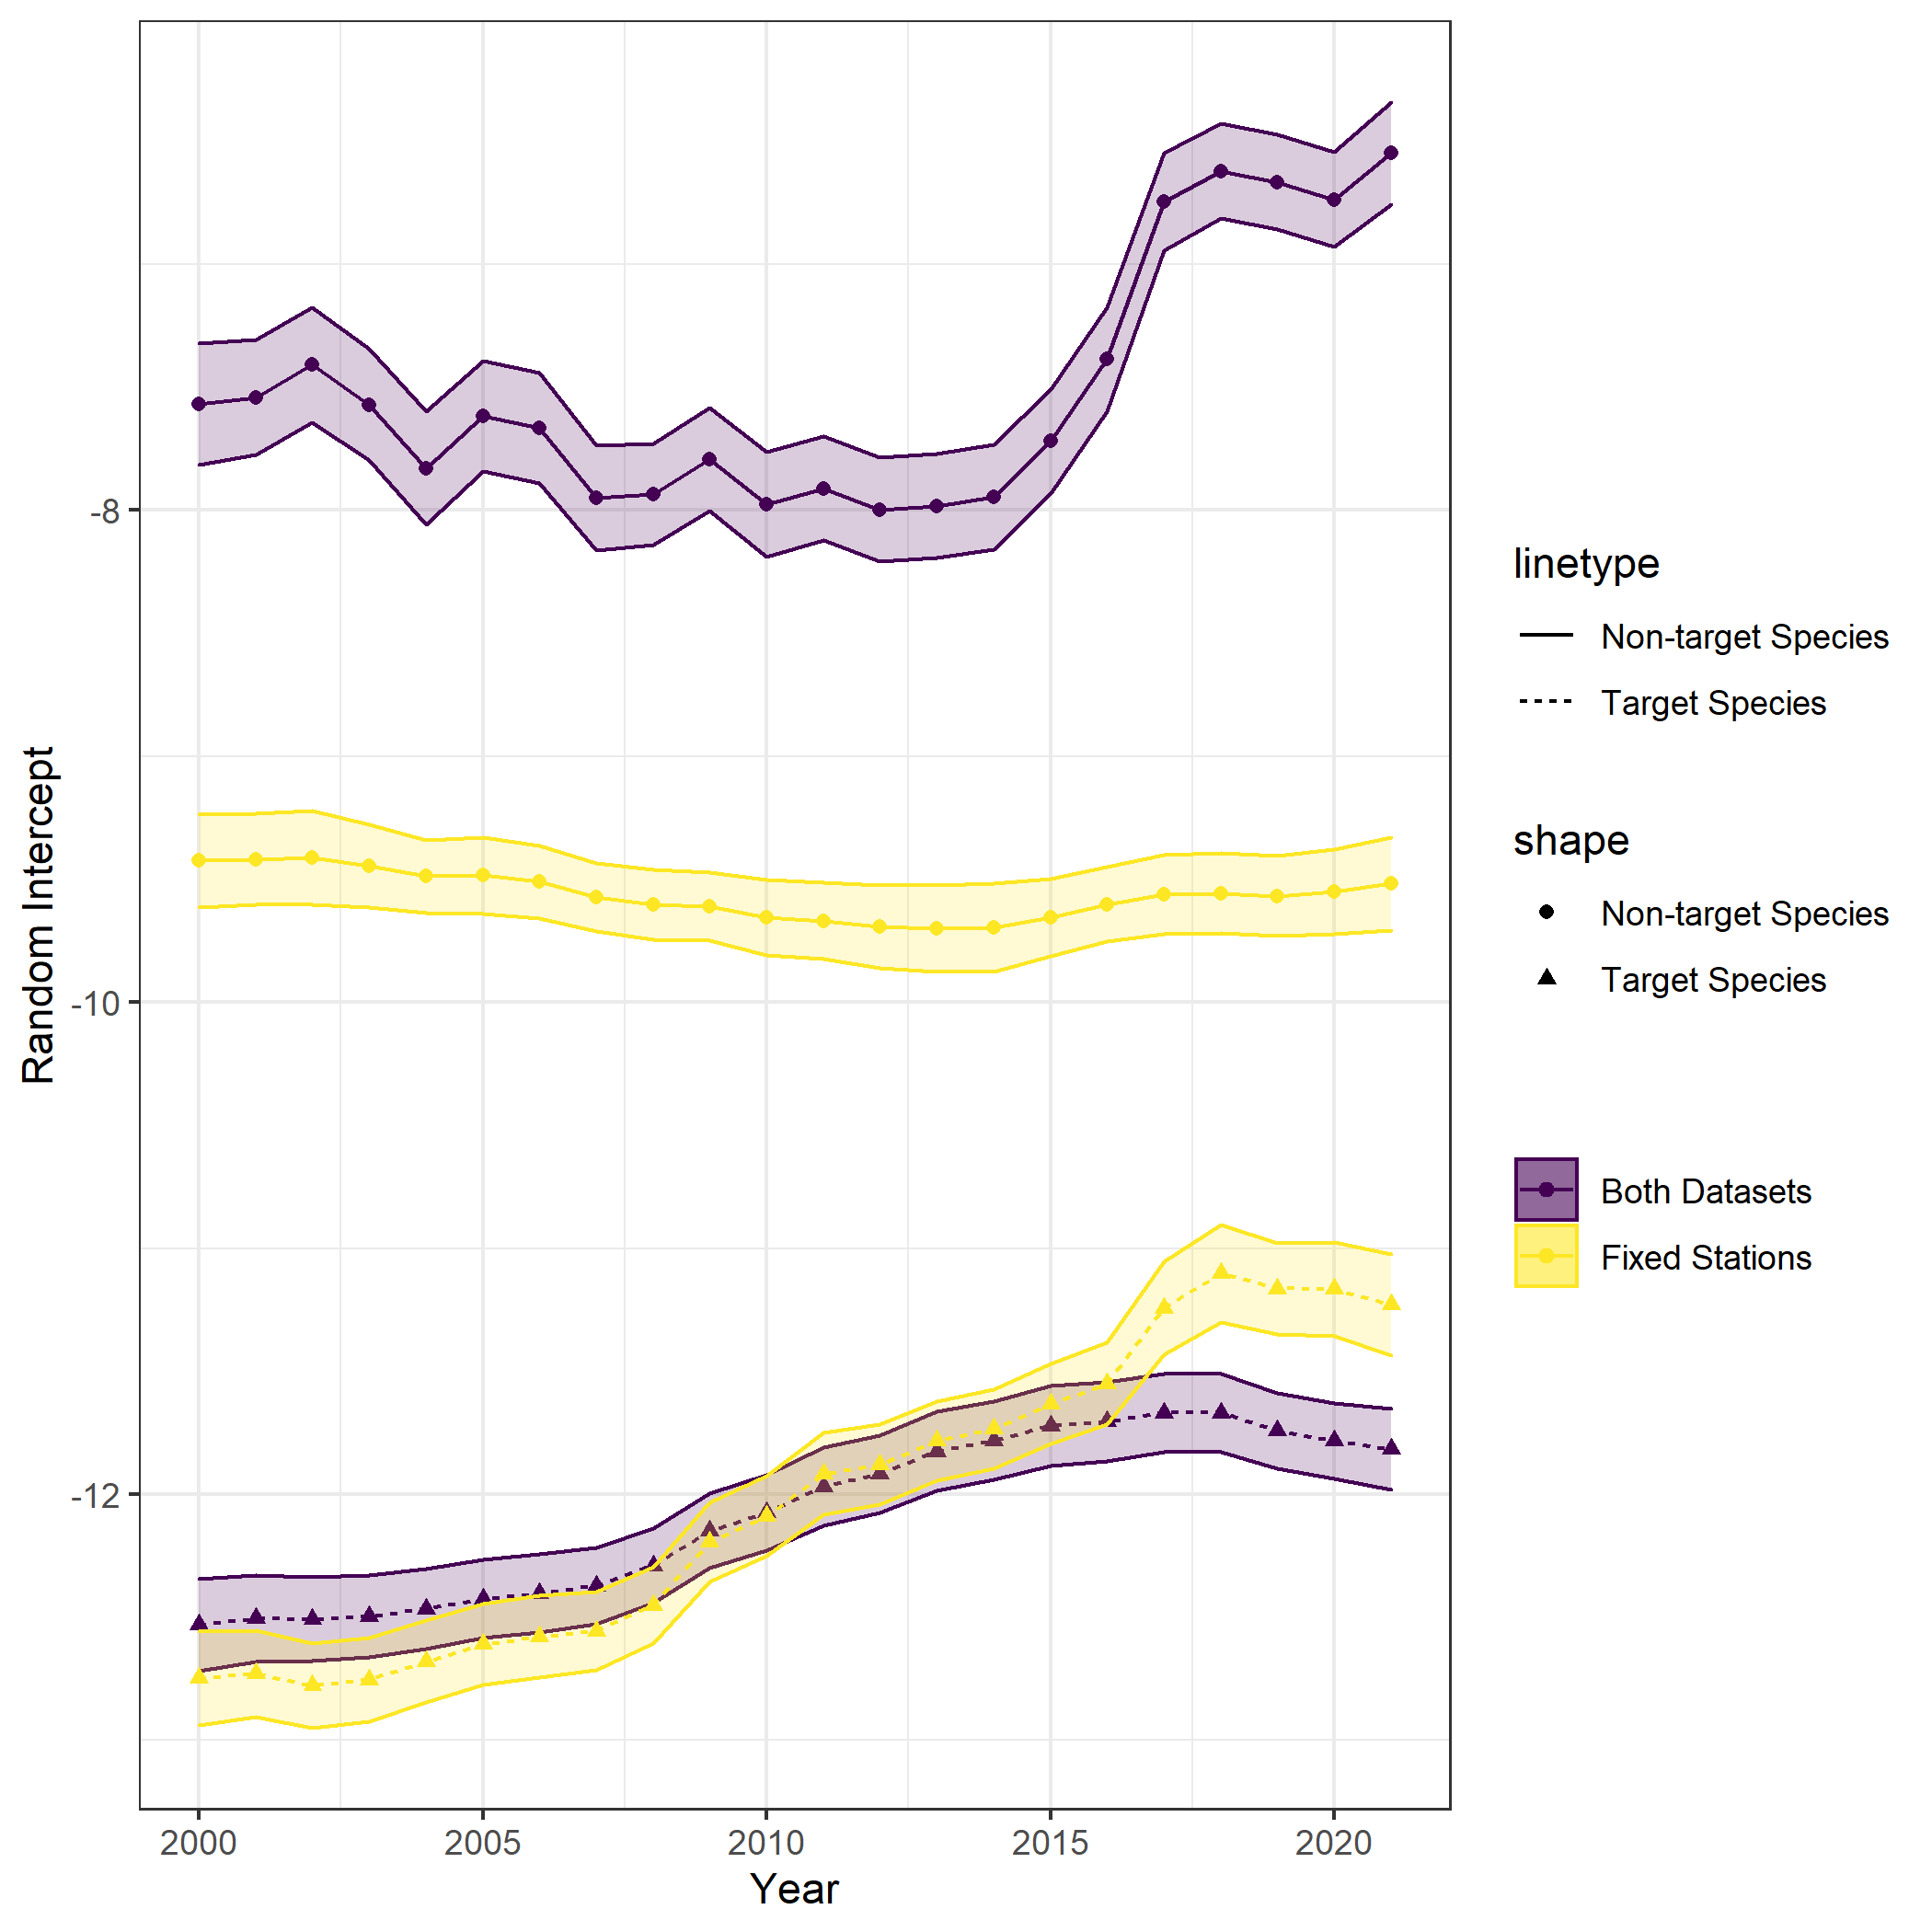 Random Intercept
-8
-10
-12
2000 2005 2010 2015 2020
Year
linetype
Non-target Species
Target Species
shape
Non-target Species
Target Species
Both Datasets
Fixed Stations